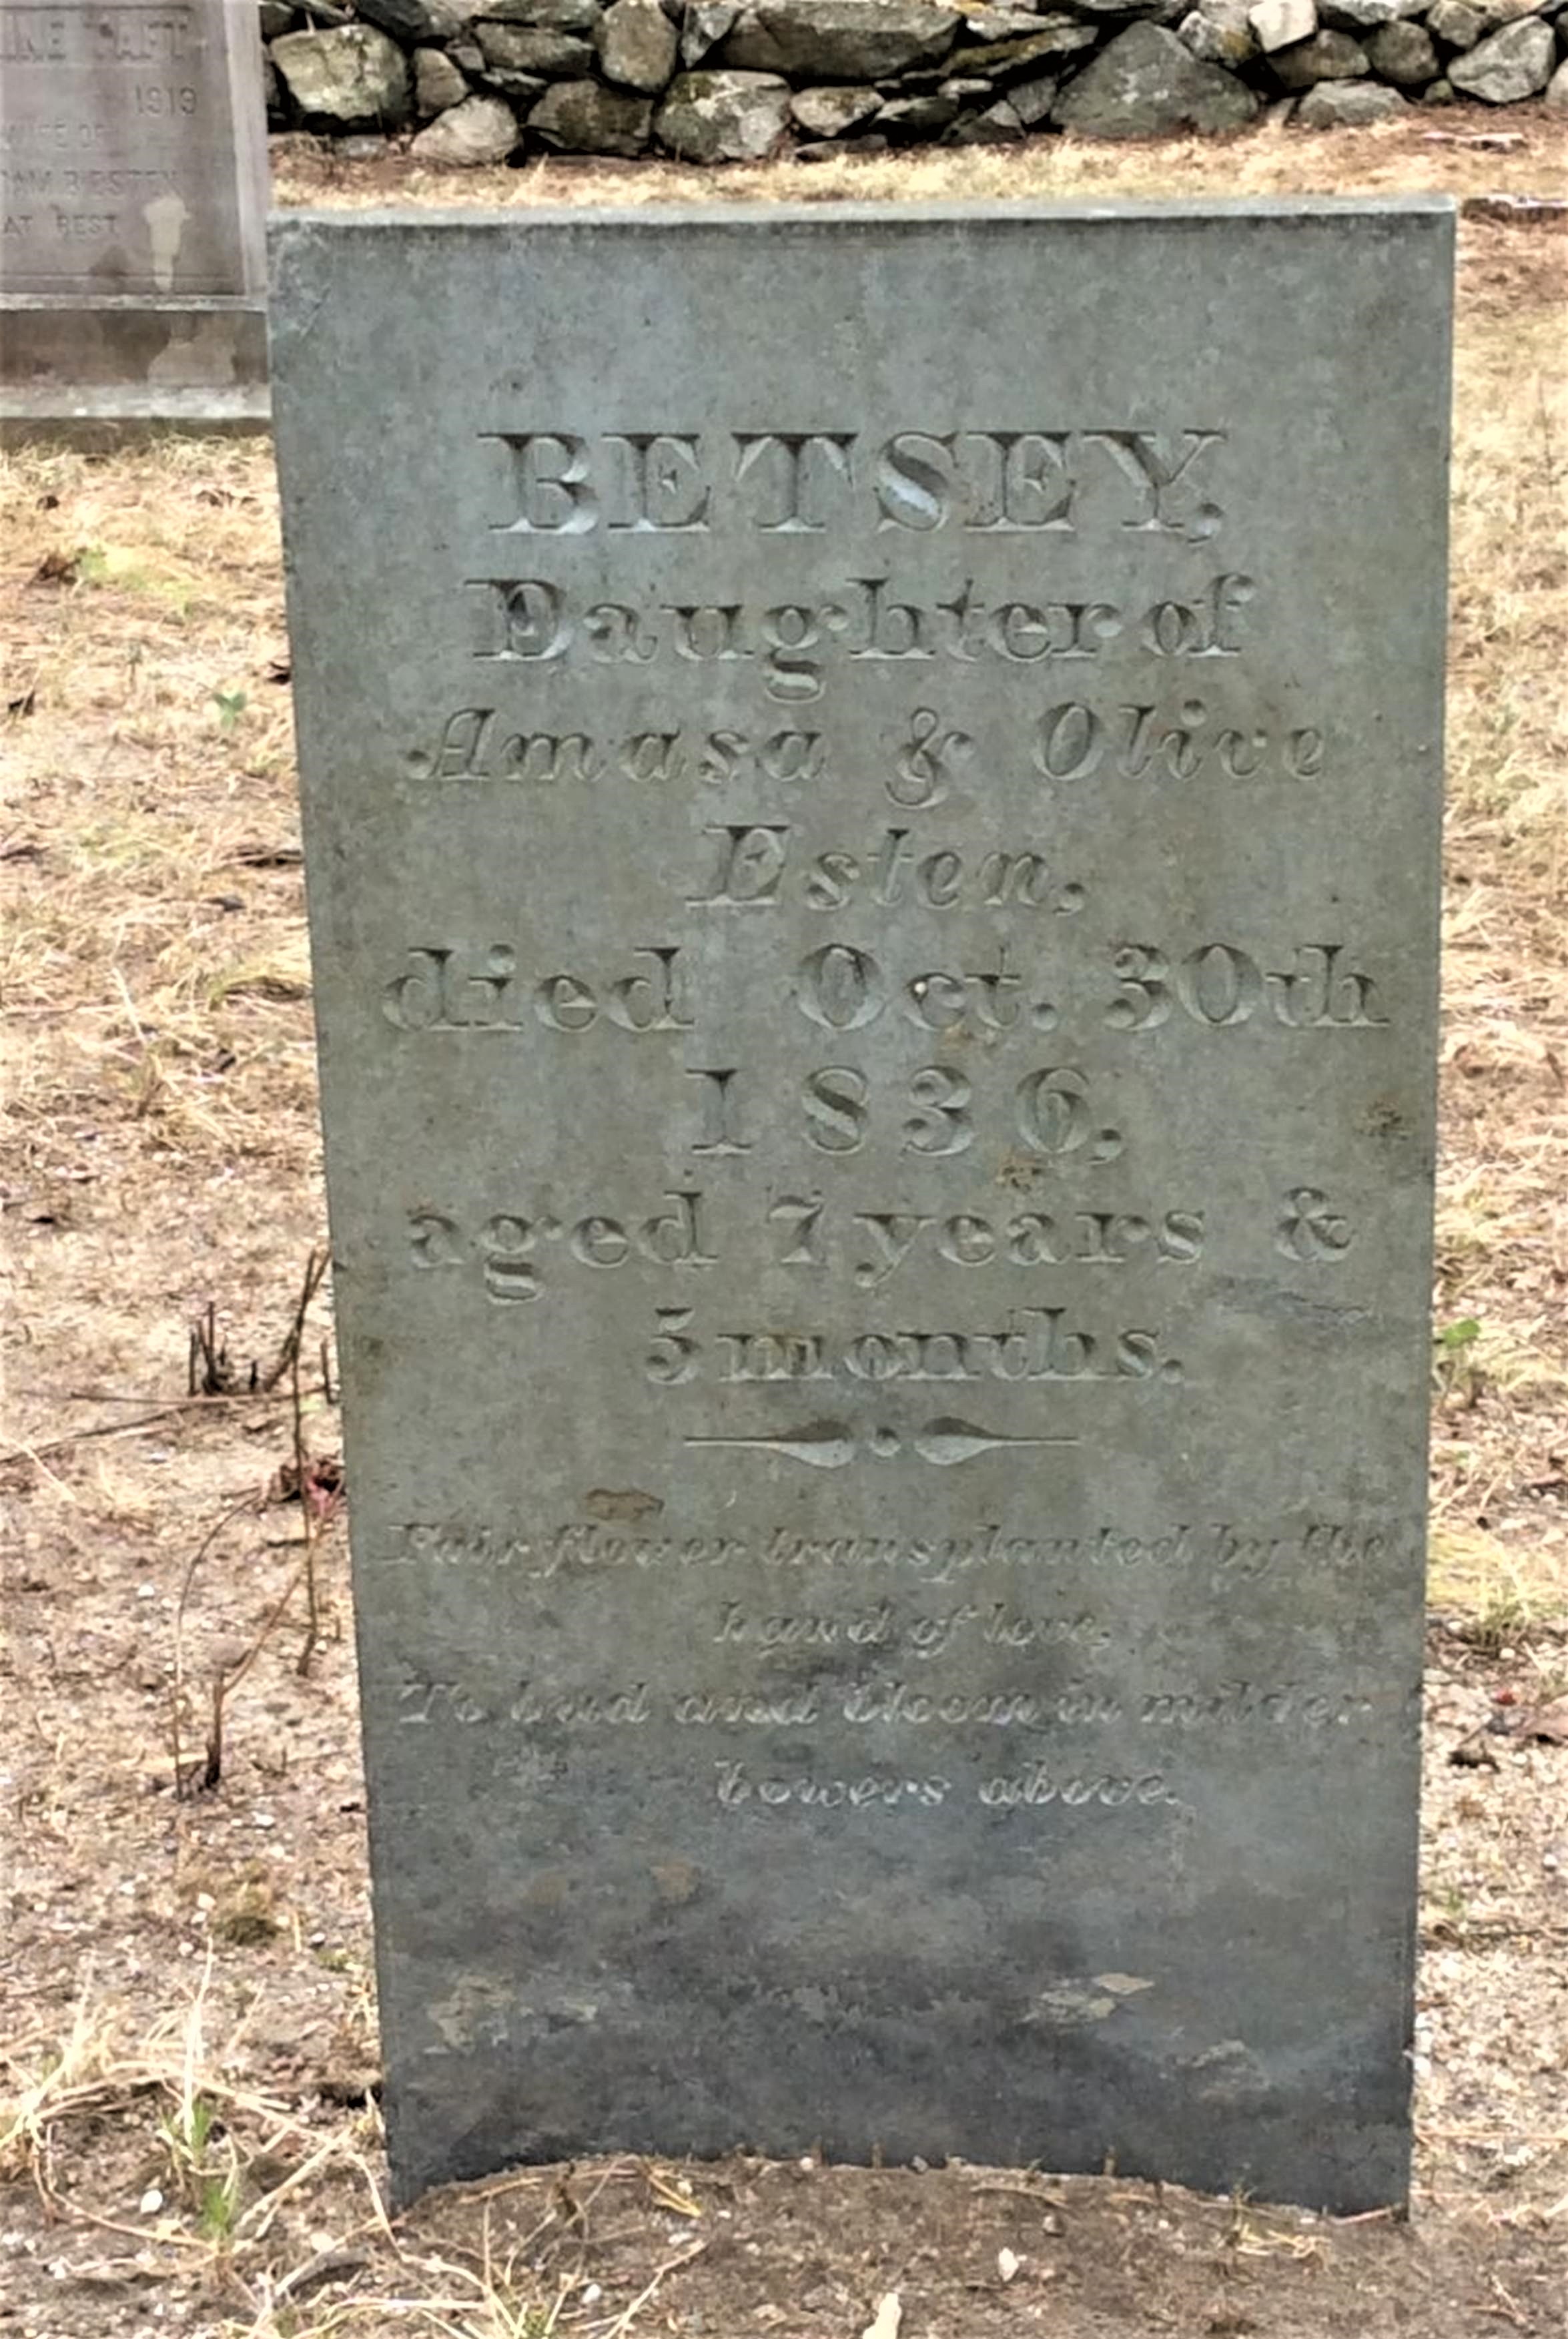 1919
WIFE OF
AT REST
BETSEY,
Daughter of
Amasa & Olive
Esten,
died Oct. 30th
1836,
aged 7 years &
5 months.
Fair flower transplanted by the
hand of love,
To bud and bloom in milder
bowers above.